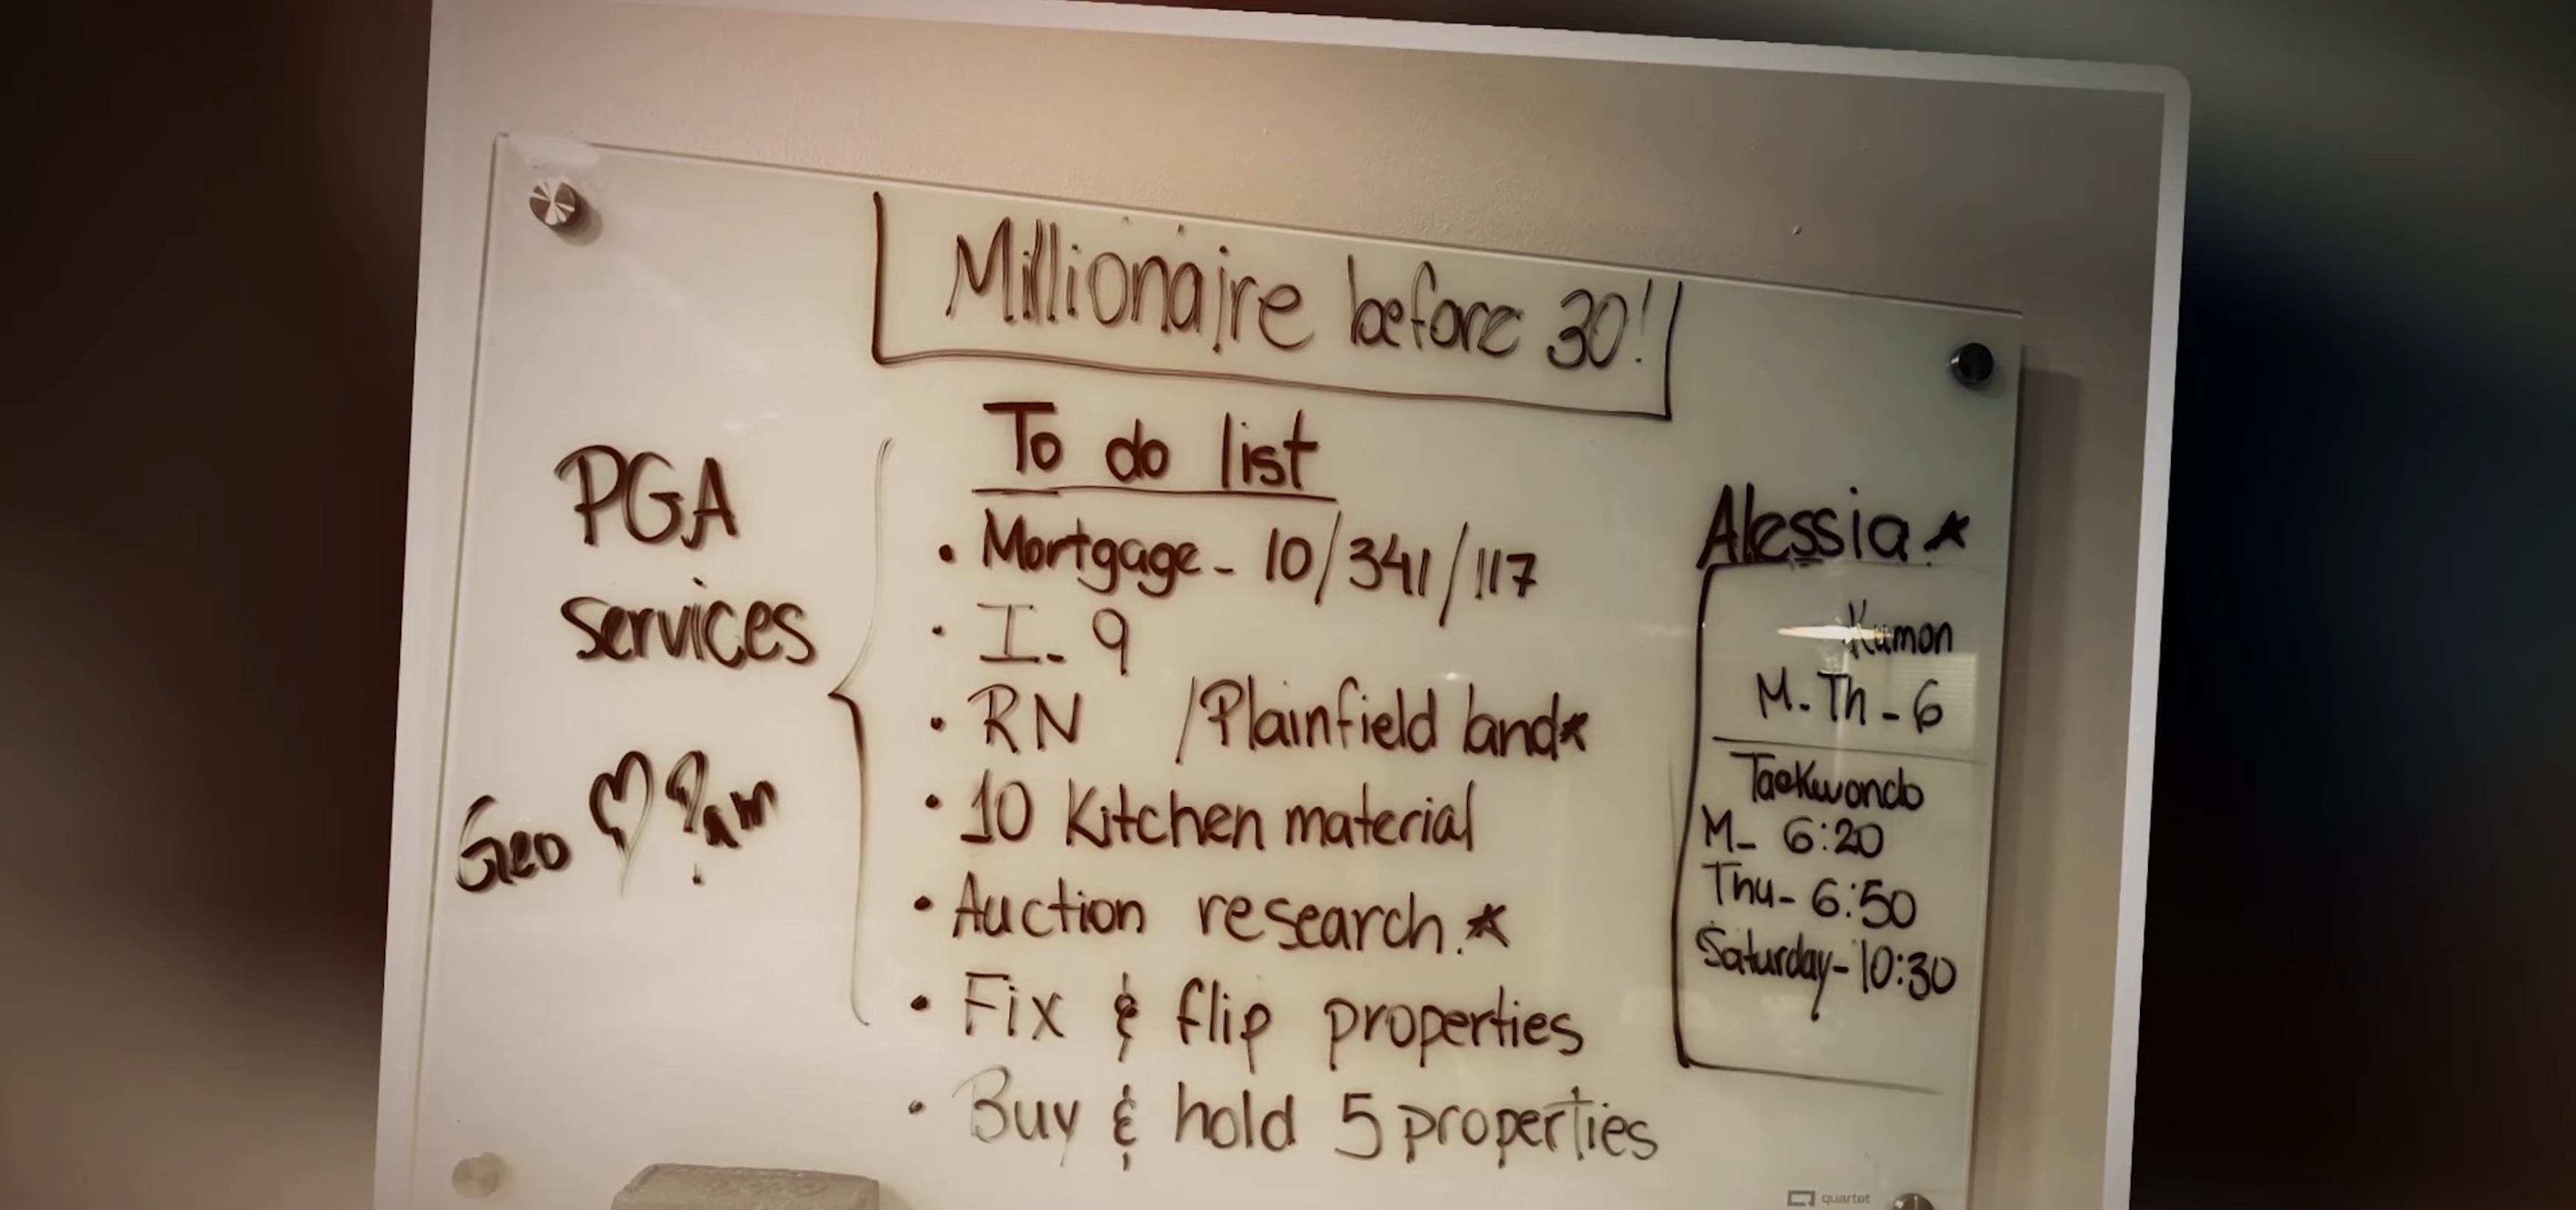 Millionaire before 30!
PGA
services
Geo ♡ Pam
To do list
• Mortgage - 10/341/117
• I-9
• RN /Plainfield land★
• 10 Kitchen material
• Auction research.★
• Fix & flip properties
• Buy & hold 5 properties
Alessia★
Kumon
M-Th-6
Taekwondo
M- 6:20
Thu- 6:50
Saturday-10:30
quartet